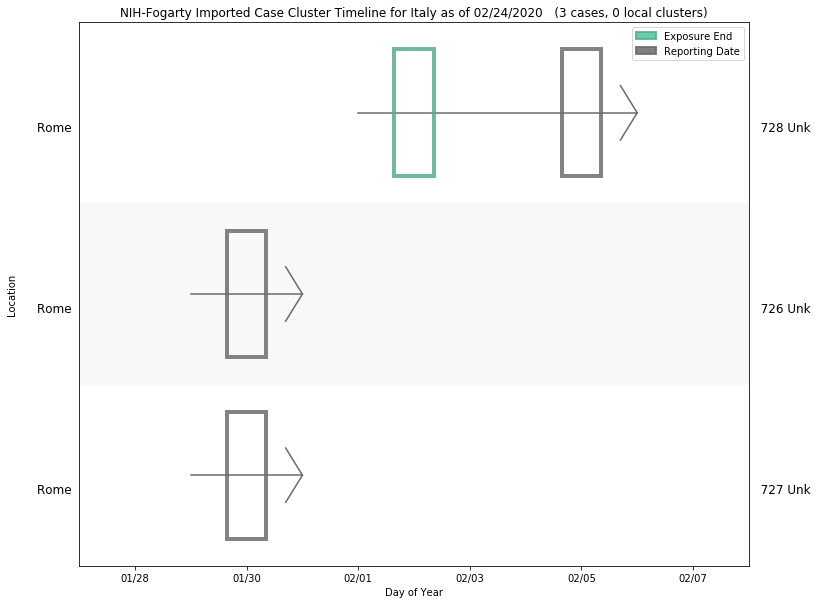 NIH-Fogarty Imported Case Cluster Timeline for Italy as of 02/24/2020   (3 cases, 0 local clusters)
Exposure End
Reporting Date
Rome
728 Unk
Rome
726 Unk
Rome
727 Unk
Location
01/28
01/30
02/01
02/03
02/05
02/07
Day of Year